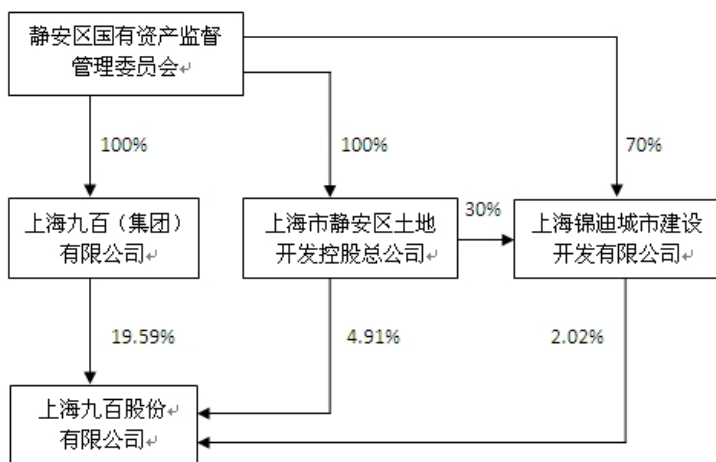 静安区国有资产监督
管理委员会
100%
100%
70%
上海九百（集团）
有限公司
上海市静安区土地
开发控股总公司
30%
上海锦迪城市建设
开发有限公司
19.59%
4.91%
2.02%
上海九百股份
有限公司